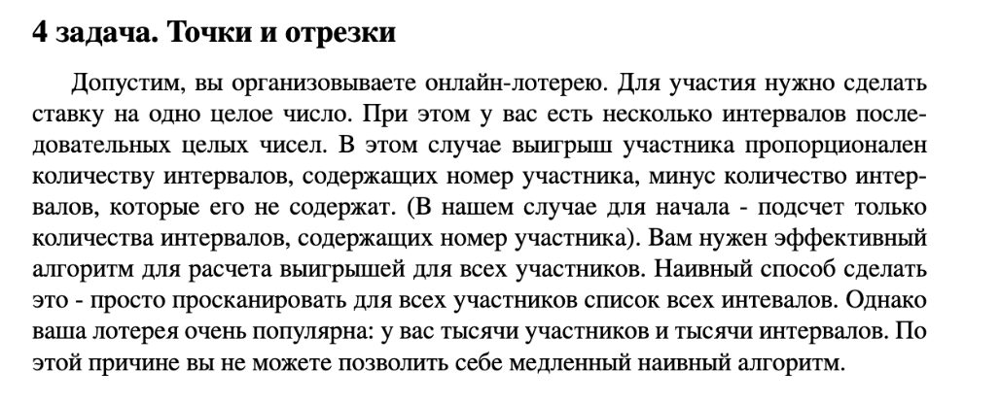 4 задача. Точки и отрезки
Допустим, вы организовываете онлайн-лотерею. Для участия нужно сделать
ставку на одно целое число. При этом у вас есть несколько интервалов после-
довательных целых чисел. В этом случае выигрыш участника пропорционален
количеству интервалов, содержащих номер участника, минус количество интер-
валов, которые его не содержат. (В нашем случае для начала - подсчет только
количества интервалов, содержащих номер участника). Вам нужен эффективный
алгоритм для расчета выигрышей для всех участников. Наивный способ сделать
это - просто просканировать для всех участников список всех интевалов. Однако
ваша лотерея очень популярна: у вас тысячи участников и тысячи интервалов. По
этой причине вы не можете позволить себе медленный наивный алгоритм.